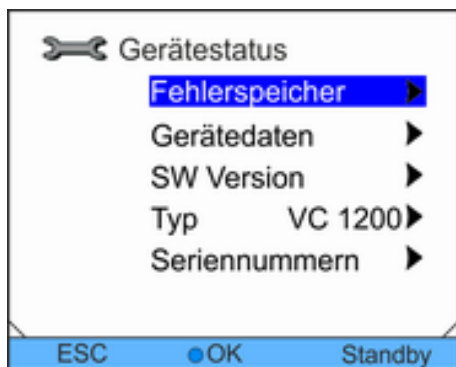 Gerätestatus
Fehlerspeicher
Gerätedaten
SW Version
Typ VC 1200
Seriennummern
ESC OK Standby